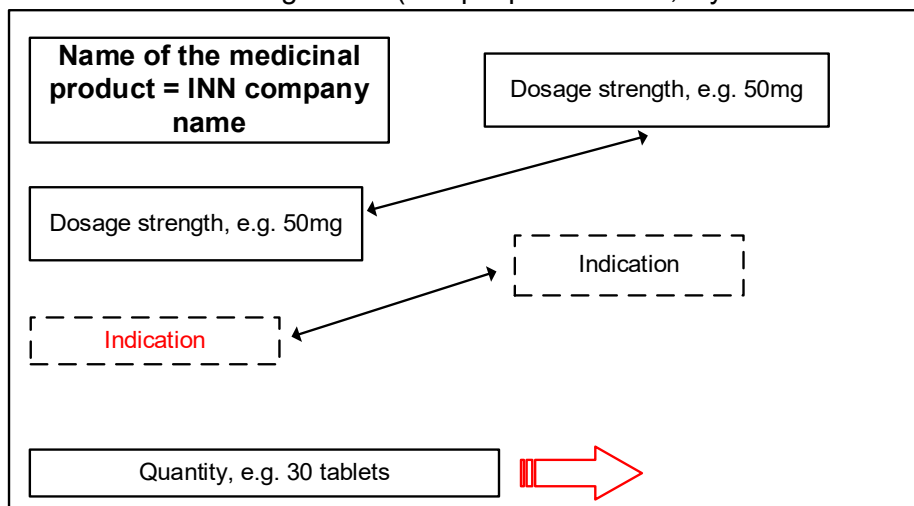 Name of the medicinal
product = INN company
name
Dosage strength, e.g. 50mg
Dosage strength, e.g. 50mg
Indication
Indication
Quantity, e.g. 30 tablets